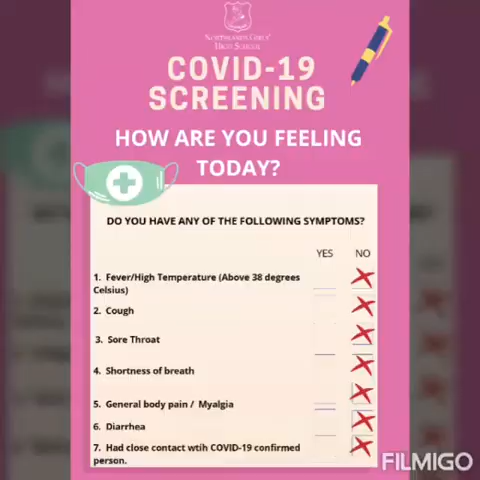 NORTHLANDS GIRLS'
HIGH SCHOOL
COVID-19
SCREENING
HOW ARE YOU FEELING
TODAY?
DO YOU HAVE ANY OF THE FOLLOWING SYMPTOMS?
YES NO
1. Fever/High Temperature (Above 38 degrees
Celsius)
2. Cough
3. Sore Throat
4. Shortness of breath
5. General body pain / Myalgia
6. Diarrhea
7. Had close contact wtih COVID-19 confirmed
person.
FILMIGO